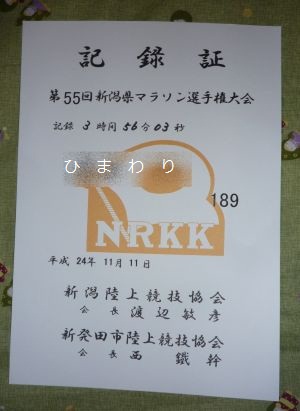 記録証
第55回新潟県マラソン選手権大会
記録 3 時間 56 分 03 秒
ひまわり
189
NRKK
平成 24年 11月 11日
新潟陸上競技協会
会長 渡辺敏彦
新発田市陸上競技協会
会長 西 鐵幹